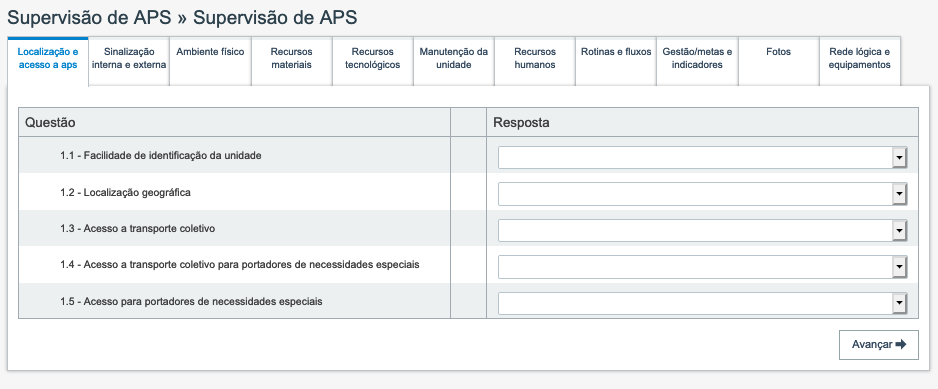 Supervisão de APS » Supervisão de APS
Localização e
acesso a aps
Sinalização
interna e externa
Ambiente físico
Recursos
materiais
Recursos
tecnológicos
Manutenção da
unidade
Recursos
humanos
Rotinas e fluxos
Gestão/metas e
indicadores
Fotos
Rede lógica e
equipamentos
Questão
Resposta
1.1 - Facilidade de identificação da unidade
1.2 - Localização geográfica
1.3 - Acesso a transporte coletivo
1.4 - Acesso a transporte coletivo para portadores de necessidades especiais
1.5 - Acesso para portadores de necessidades especiais
Avançar